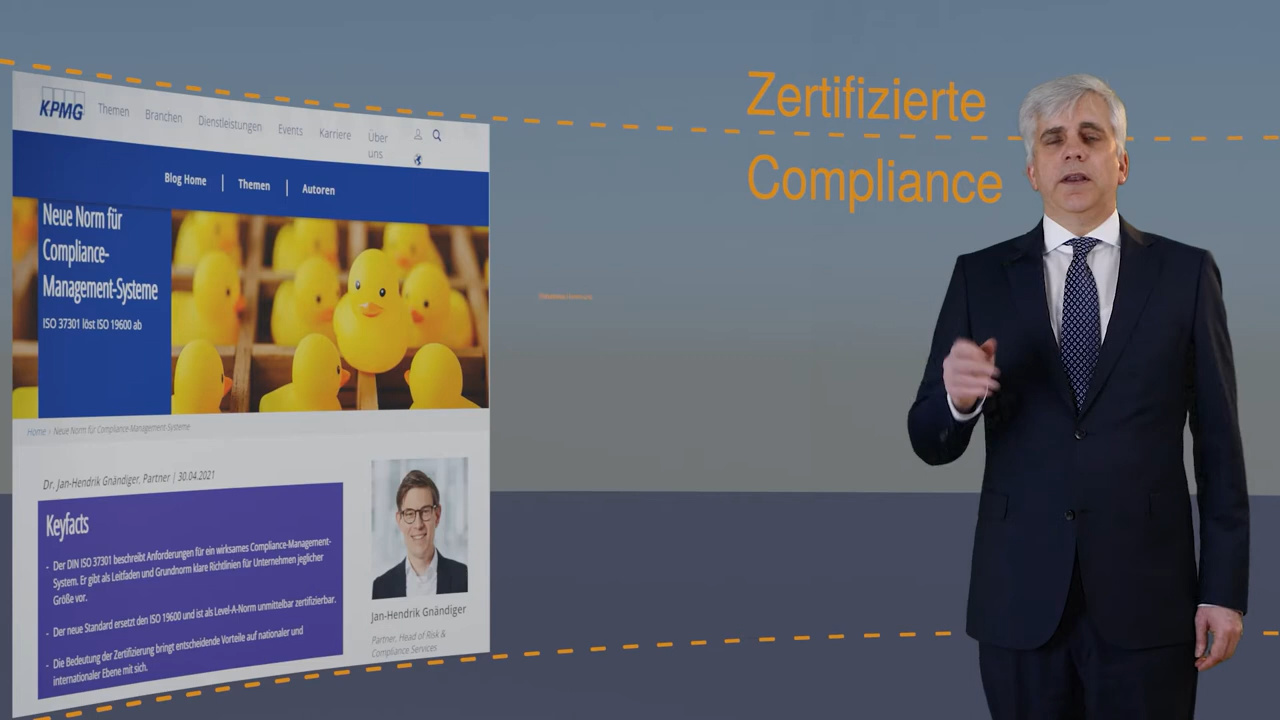 KPMG
Themen
Branchen
Dienstleistungen
Events
Karriere
Über
uns
Blog Home
Themen
Autoren
Neue Norm für
Compliance-
Management-Systeme
ISO 37301 löst ISO 19600 ab
Home › Neue Norm für Compliance-Management-Systeme
Dr. Jan-Hendrik Gnändiger, Partner | 30.04.2021
Keyfacts
- Der DIN ISO 37301 beschreibt Anforderungen für ein wirksames Compliance-Management-
System. Er gibt als Leitfaden und Grundnorm klare Richtlinien für Unternehmen jeglicher
Größe vor.
- Der neue Standard ersetzt den ISO 19600 und ist als Level-A-Norm unmittelbar zertifizierbar.
- Die Bedeutung der Zertifizierung bringt entscheidende Vorteile auf nationaler und
internationaler Ebene mit sich.
Jan-Hendrik Gnändiger
Partner, Head of Risk &
Compliance Services
Zertifizierte
Compliance